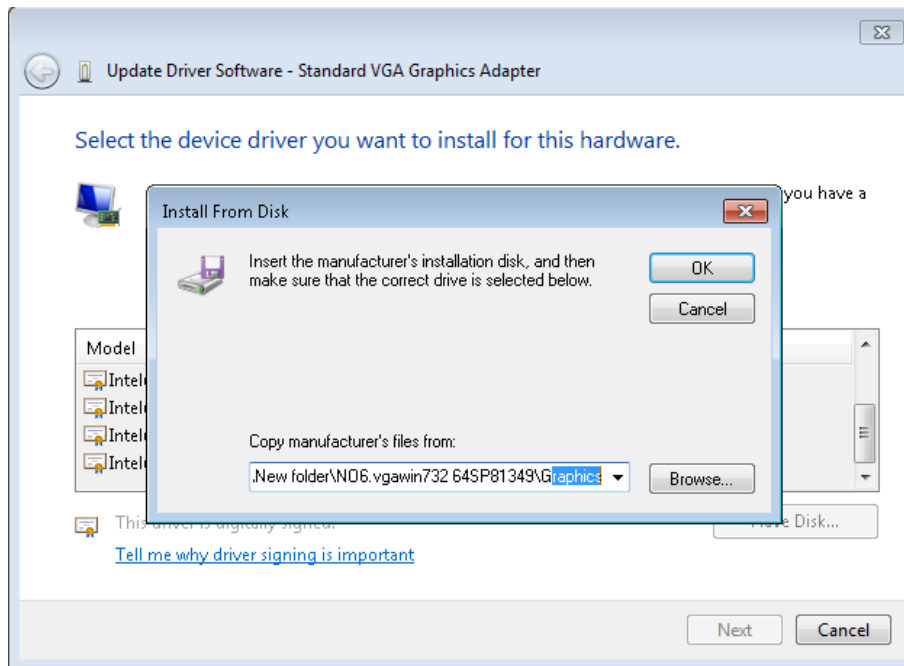 Update Driver Software - Standard VGA Graphics Adapter
Select the device driver you want to install for this hardware.
you have a
Install From Disk
Insert the manufacturer's installation disk, and then
make sure that the correct drive is selected below.
OK
Cancel
Model
Copy manufacturer's files from:
.New folder\NO6.vgawin732 64SP81349\Graphics
Browse...
This driver is digitally signed.
Disk...
Tell me why driver signing is important
Next
Cancel